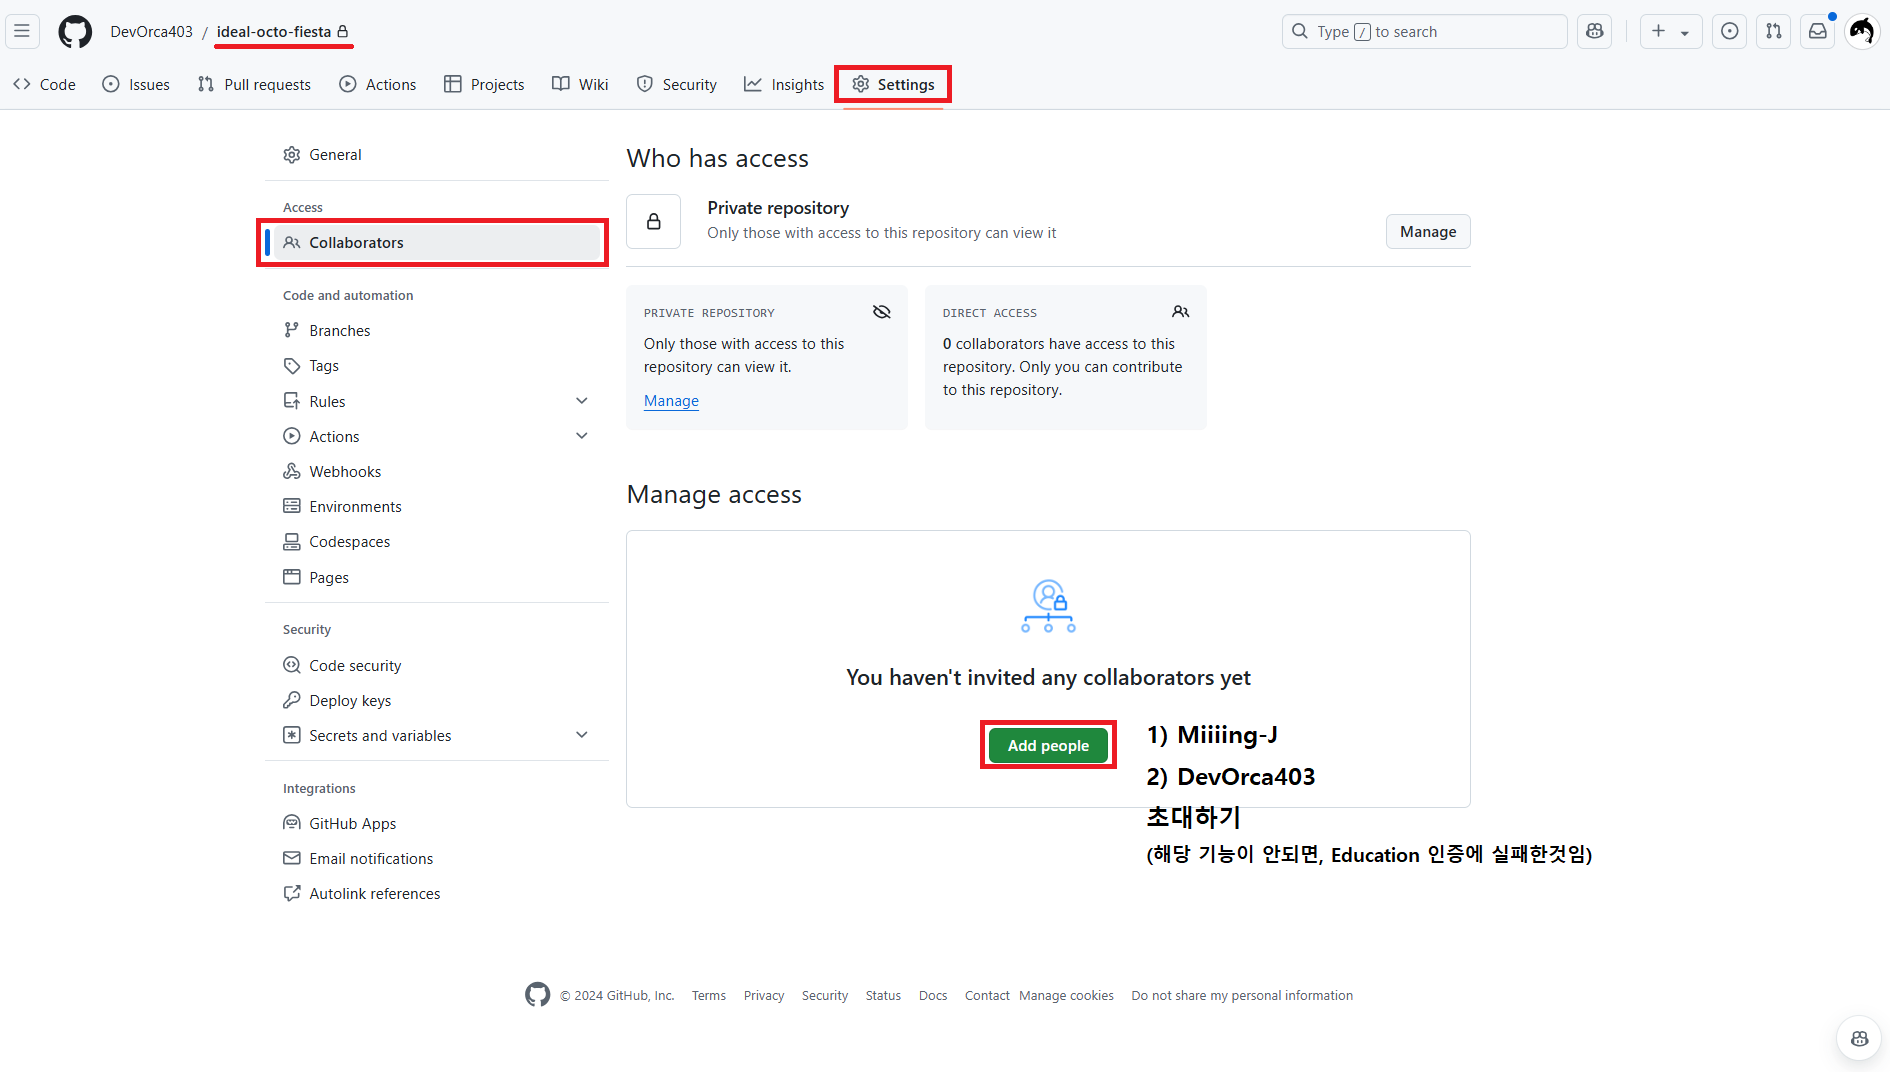 DevOrca403 / ideal-octo-fiesta
Type / to search
Code Issues Pull requests Actions Projects Wiki Security Insights Settings
General
Access
Collaborators
Code and automation
Branches
Tags
Rules
Actions
Webhooks
Environments
Codespaces
Pages
Security
Code security
Deploy keys
Secrets and variables
Integrations
GitHub Apps
Email notifications
Autolink references
Who has access
Private repository
Only those with access to this repository can view it
Manage
PRIVATE REPOSITORY
Only those with access to this
repository can view it.
Manage
DIRECT ACCESS
0 collaborators have access to this
repository. Only you can contribute
to this repository.
Manage access
You haven't invited any collaborators yet
Add people
1) Miiiing-J
2) DevOrca403
초대하기
(해당 기능이 안되면, Education 인증에 실패한것임)
© 2024 GitHub, Inc. Terms Privacy Security Status Docs Contact Manage cookies Do not share my personal information